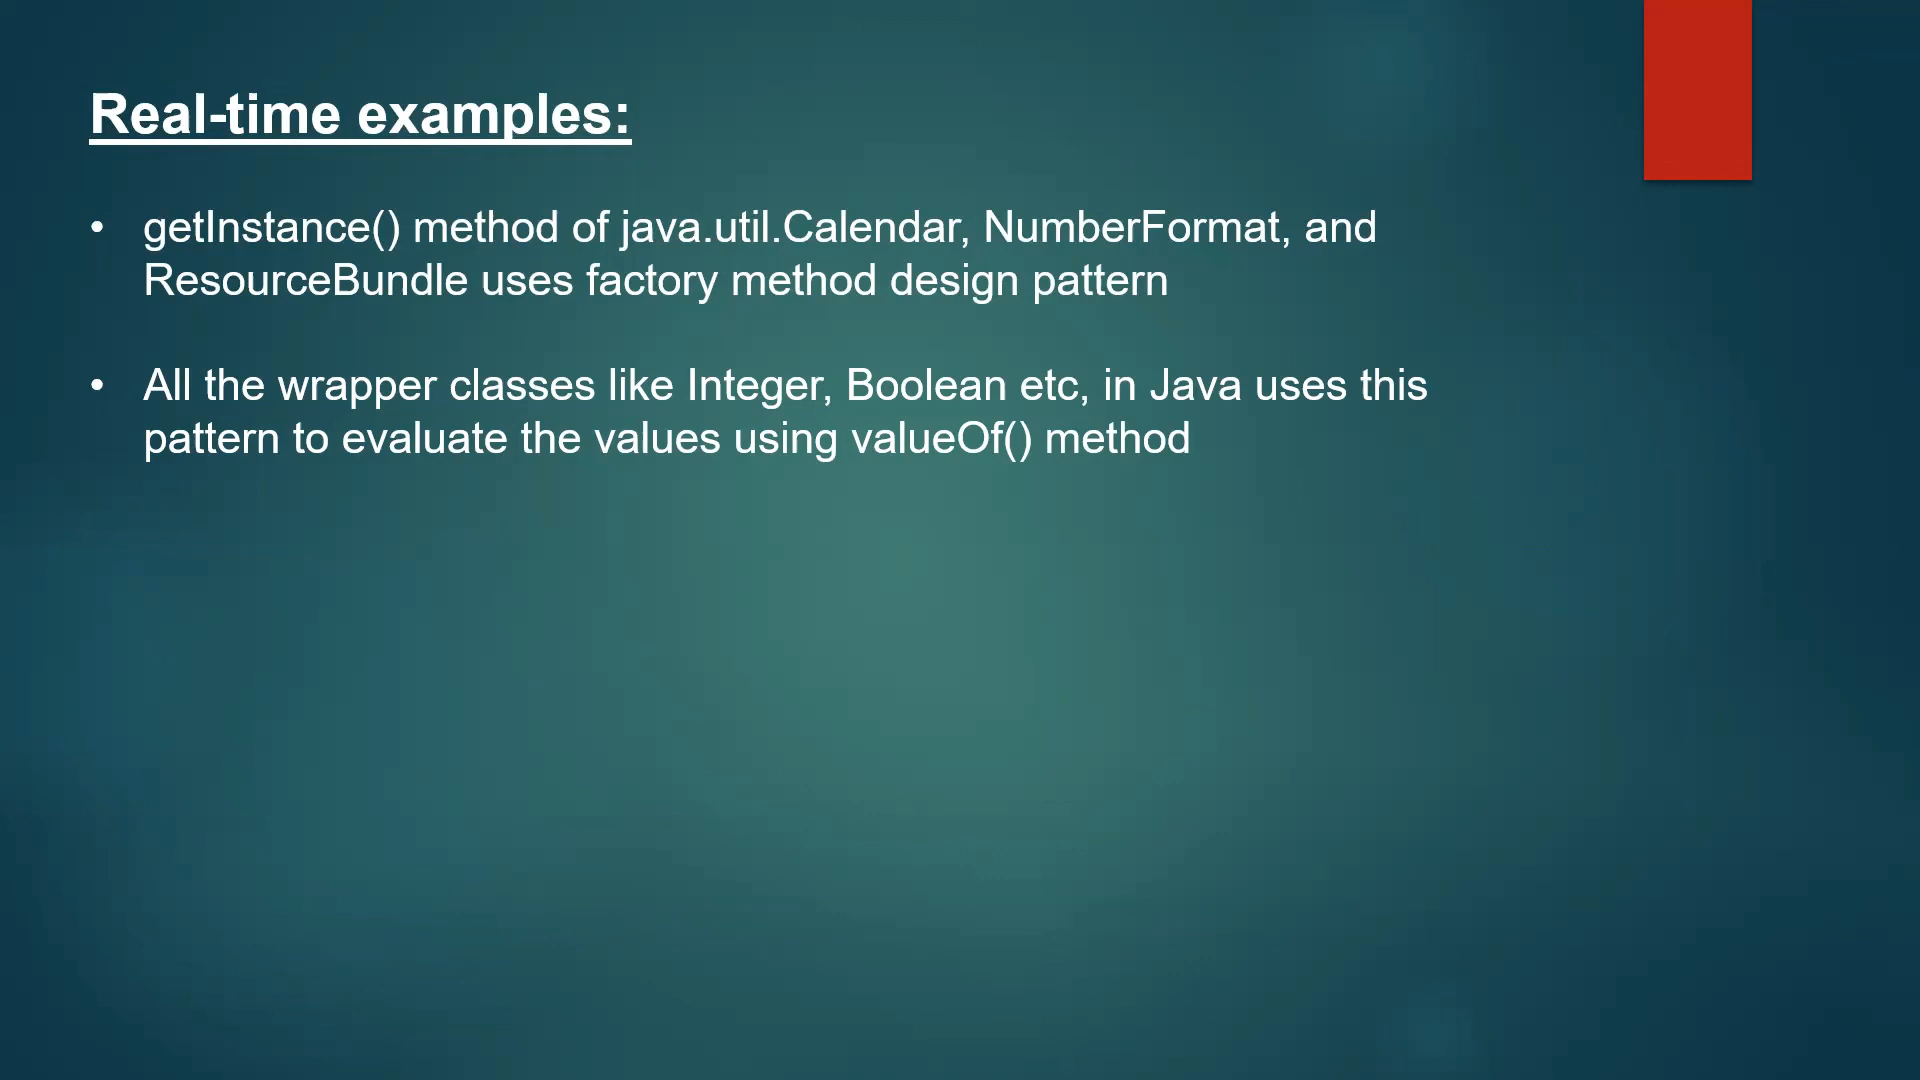 Real-time examples:
• getInstance() method of java.util.Calendar, NumberFormat, and
ResourceBundle uses factory method design pattern
• All the wrapper classes like Integer, Boolean etc, in Java uses this
pattern to evaluate the values using valueOf() method